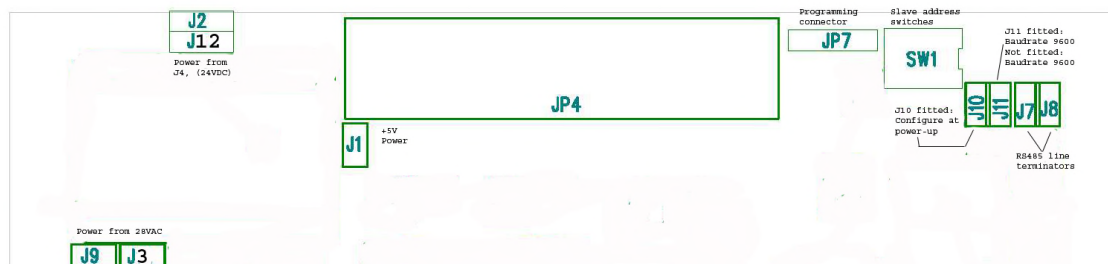 J2
J12
Power from
J4, (24VDC)
JP4
J1
+5V
Power
Programming
connector
JP7
Slave address
switches
SW1
J11 fitted:
Baudrate 9600
Not fitted:
Baudrate 9600
J10 fitted:
Configure at
power-up
J10
J11
J7
J8
RS485 line
terminators
Power from 28VAC
J9
J3